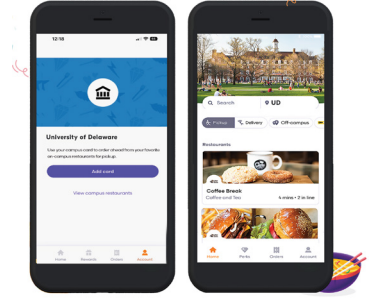 12:18
University of Delaware
Use your campus card to order ahead from your favorite
on-campus restaurants for pickup
Add card
View campus restaurants
Home
Rewards
Orders
Account
Search
UD
Pickup
Delivery
Off-campus
Restaurants
Coffee Break
Coffee and Tea
4 mins • 2 in line
Home
Perks
Orders
Account